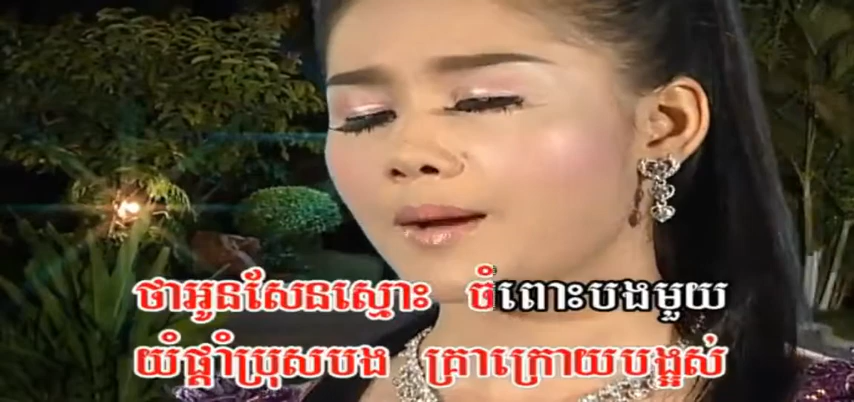 ថាអូនសែនស្មោះ ចំពោះបងមួយ
យំផ្ដាំប្រុសបង គ្រាក្រោយបង្អស់